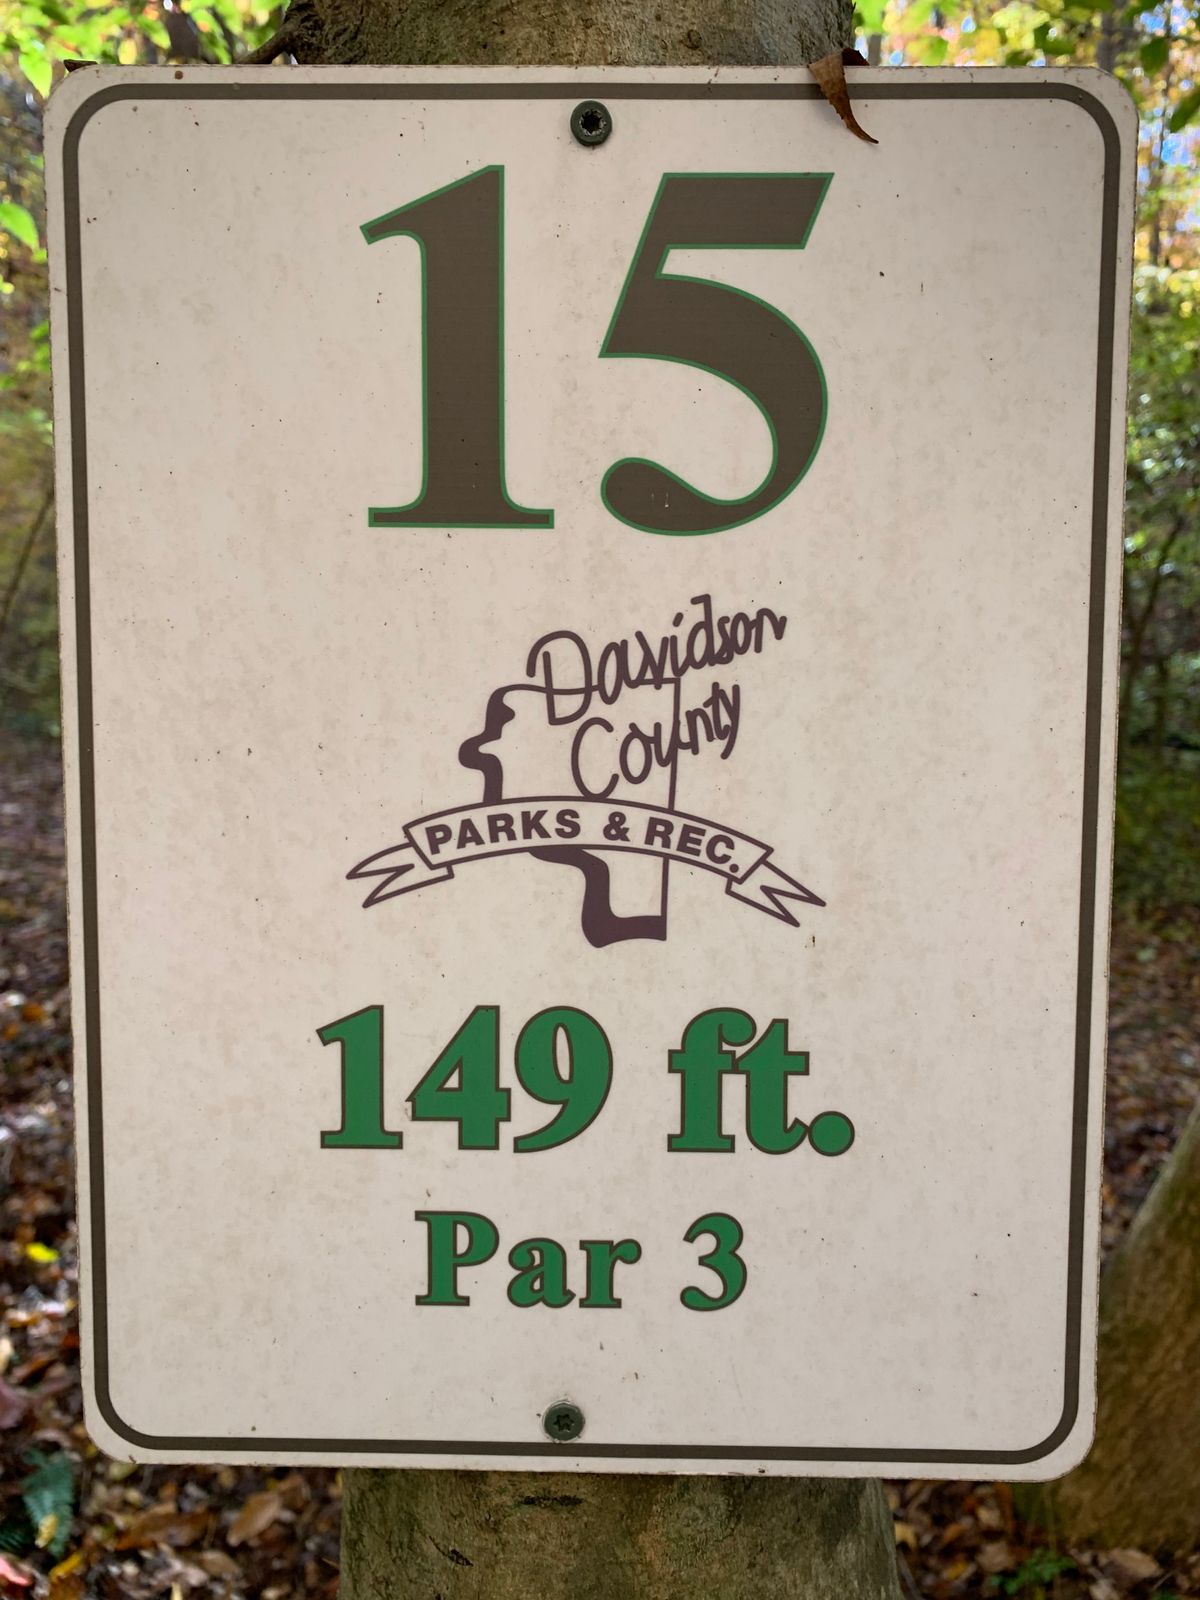 15
Davidson
County
PARKS & REC.
149 ft.
Par 3